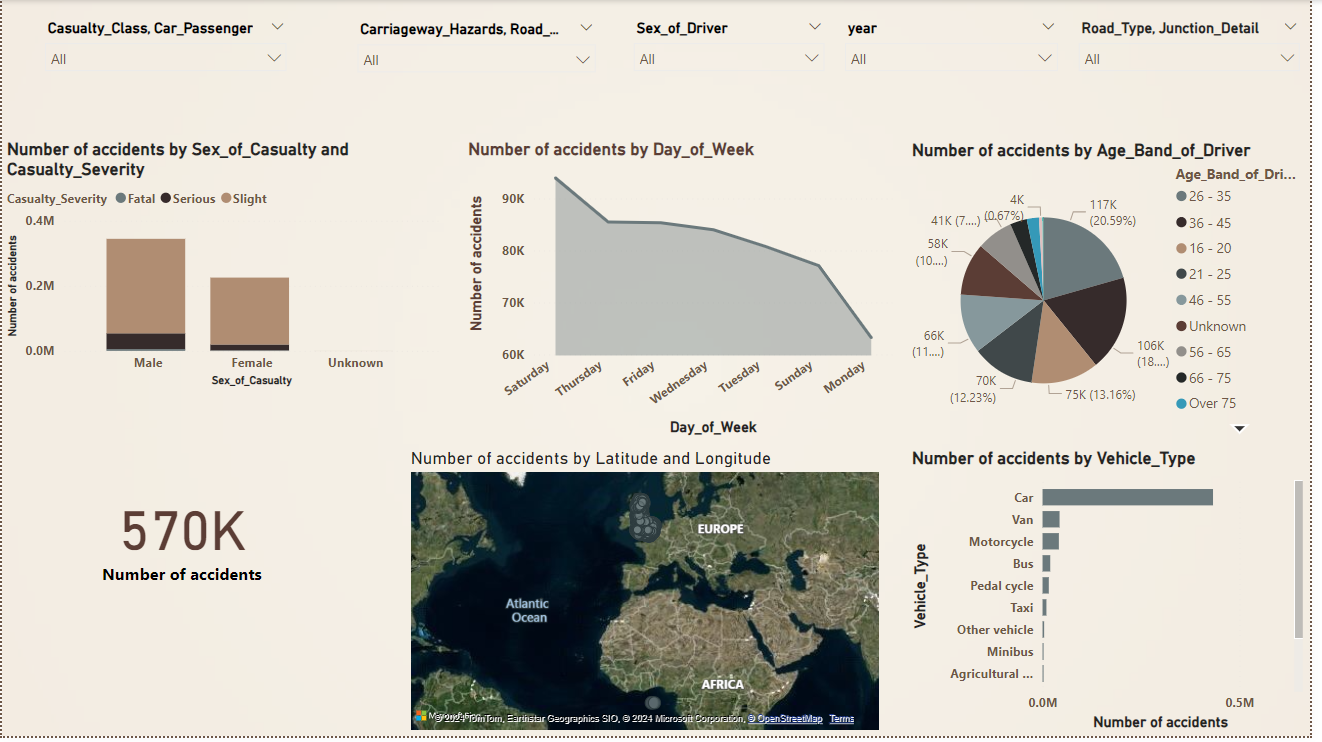 Casualty_Class, Car_Passenger
All
Carriageway_Hazards, Road_...
All
Sex_of_Driver
All
year
All
Road_Type, Junction_Detail
All
Number of accidents by Sex_of_Casualty and
Casualty_Severity
Casualty_Severity Fatal Serious Slight
Number of accidents
0.4M
0.2M
0.0M
Male Female Unknown
Sex_of_Casualty
Number of accidents by Day_of_Week
Number of accidents
90K
80K
70K
60K
Saturday Thursday Friday Wednesday Tuesday Sunday Monday
Day_of_Week
Number of accidents by Age_Band_of_Driver
117K
(20.59%)
106K
(18....)
75K (13.16%)
70K
(12.23%)
66K
(11....)
58K
(10....)
41K (7....)
4K
(0.67%)
Age_Band_of_Dri...
26 - 35
36 - 45
16 - 20
21 - 25
46 - 55
Unknown
56 - 65
66 - 75
Over 75
570K
Number of accidents
Number of accidents by Latitude and Longitude
EUROPE
Atlantic
Ocean
AFRICA
© 2024 TomTom, Earthstar Geographics SIO, © 2024 Microsoft Corporation, © OpenStreetMap Terms
Number of accidents by Vehicle_Type
Vehicle_Type
Car
Van
Motorcycle
Bus
Pedal cycle
Taxi
Other vehicle
Minibus
Agricultural ...
0.0M 0.5M
Number of accidents